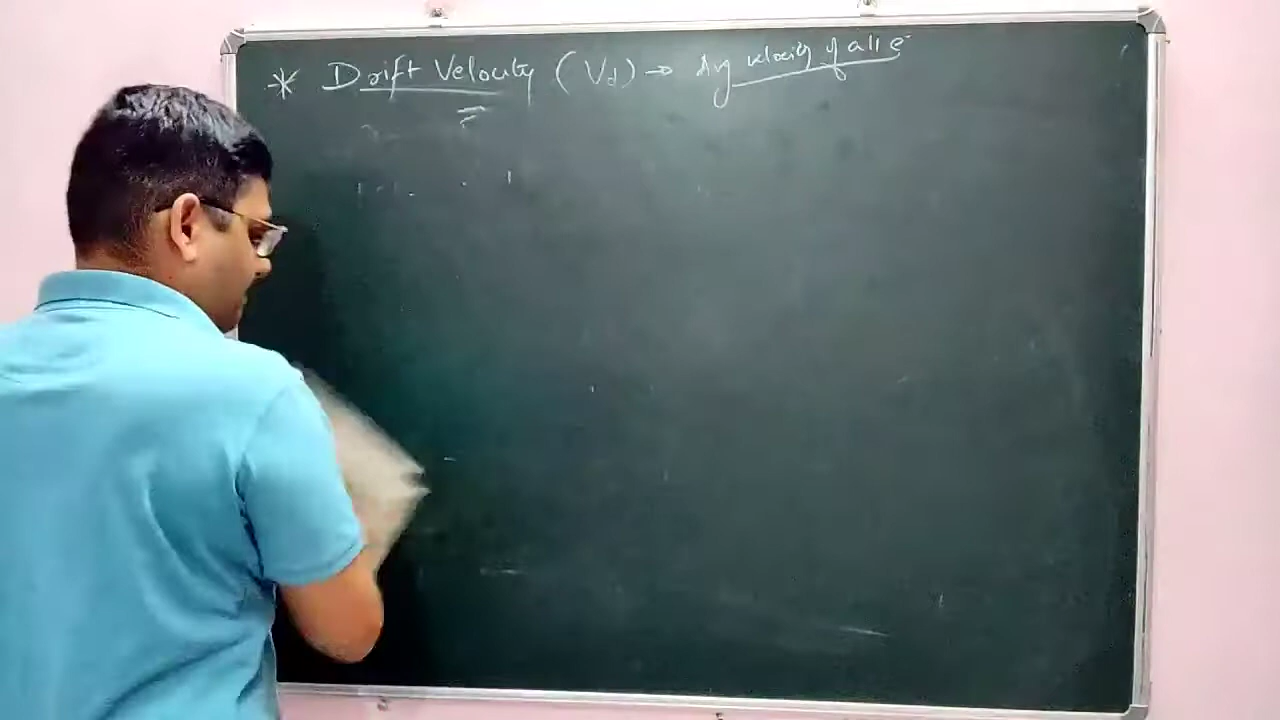 * Drift Velocity (Vd) → Avg velocity of all e-